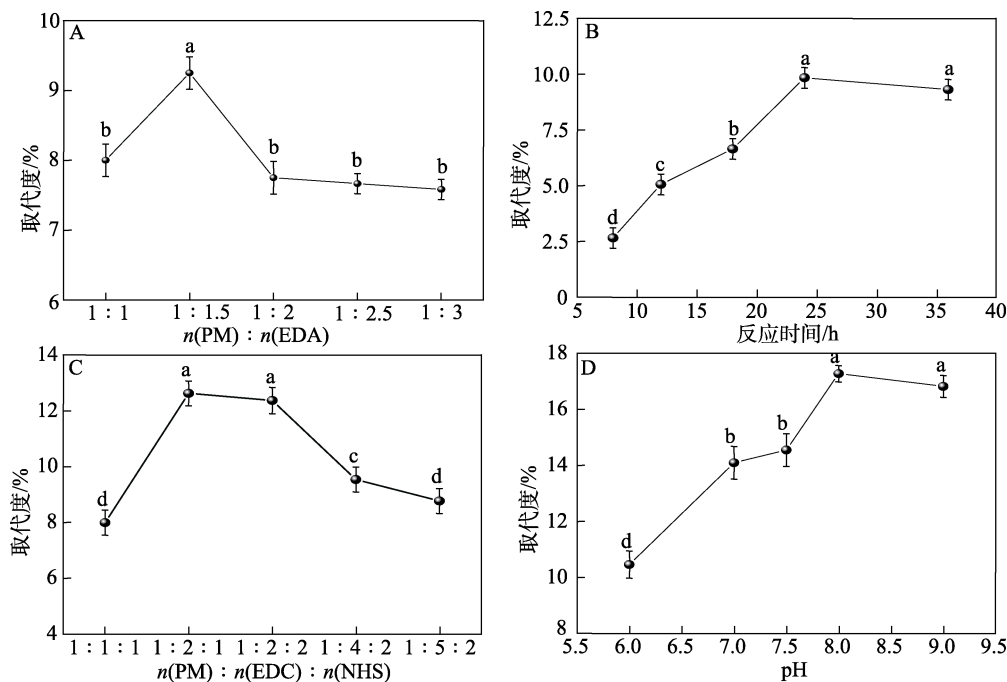 A
10
9
8
7
6
取代度/%
b
a
b
b
b
1∶1
1∶1.5
1∶2
1∶2.5
1∶3
n(PM)∶n(EDA)
B
12.5
10.0
7.5
5.0
2.5
0
取代度/%
d
c
b
a
a
5
10
15
20
25
30
35
40
反应时间/h
C
14
12
10
8
6
4
取代度/%
d
a
a
c
d
1∶1∶1
1∶2∶1
1∶2∶2
1∶4∶2
1∶5∶2
n(PM)∶n(EDC)∶n(NHS)
D
18
16
14
12
10
8
取代度/%
d
b
b
a
a
5.5
6.0
6.5
7.0
7.5
8.0
8.5
9.0
9.5
pH